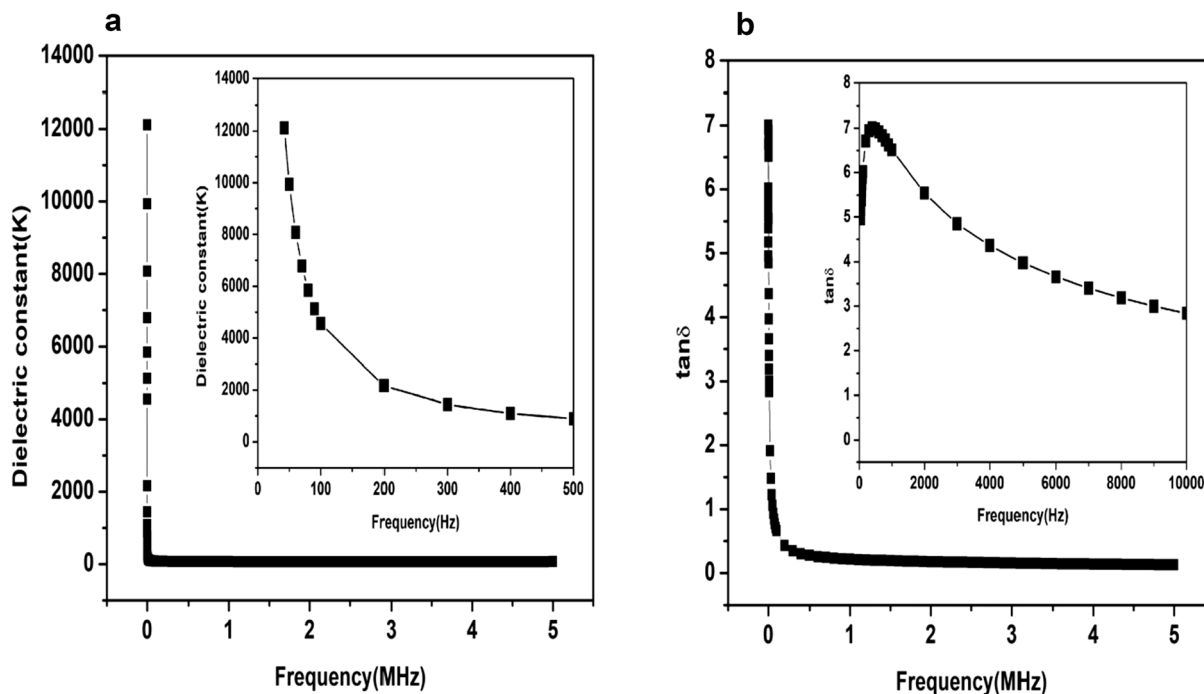 a
Dielectric constant(K)
14000
12000
10000
8000
6000
4000
2000
0
0 1 2 3 4 5
Frequency(MHz)
Dielectric constant(K)
14000
12000
10000
8000
6000
4000
2000
0
0 100 200 300 400 500
Frequency(Hz)
b
tanδ
8
7
6
5
4
3
2
1
0
0 1 2 3 4 5
Frequency(MHz)
tanδ
8
7
6
5
4
3
2
1
0
0 2000 4000 6000 8000 10000
Frequency(Hz)